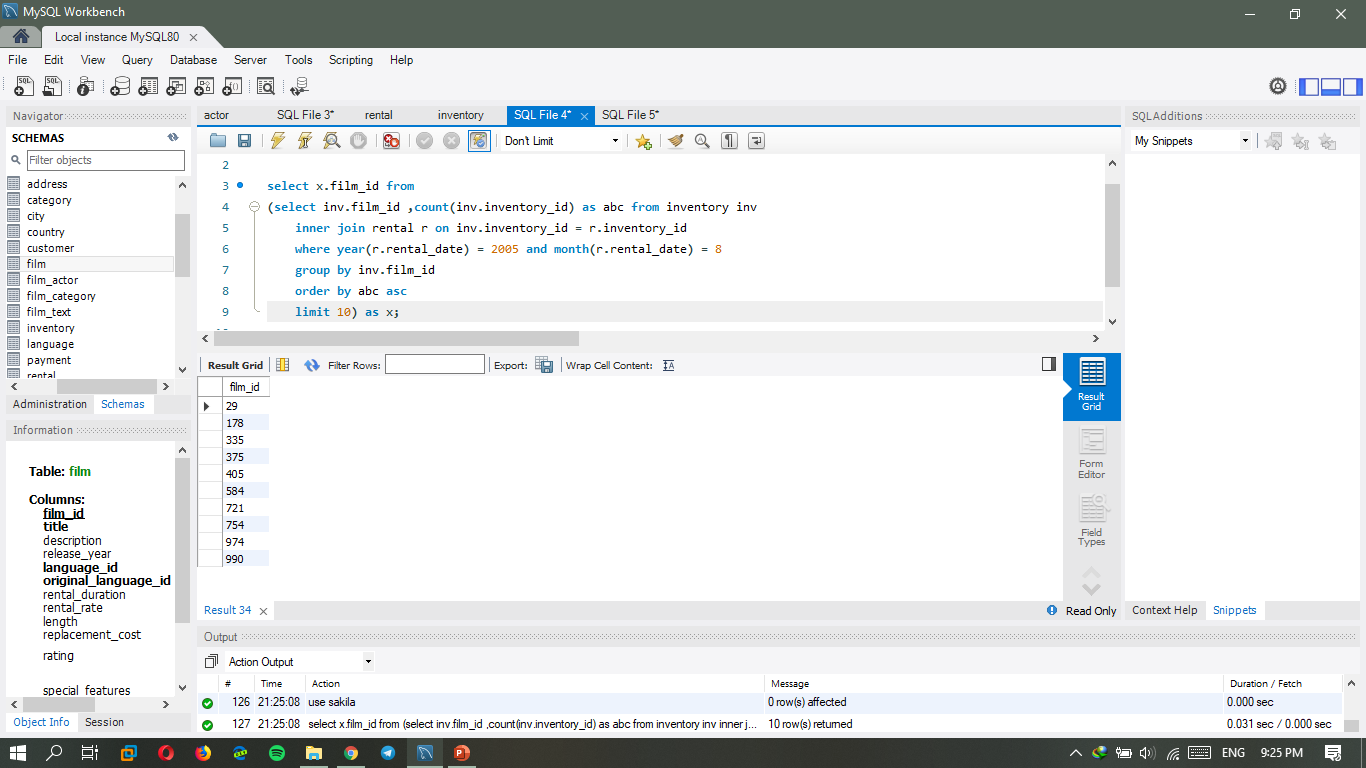 MySQL Workbench
Local instance MySQL80
File Edit View Query Database Server Tools Scripting Help
Navigator
SCHEMAS
Filter objects
address
category
city
country
customer
film
film_actor
film_category
film_text
inventory
language
payment
rental
Administration Schemas
Information
Table: film
Columns:
film_id
title
description
release_year
language_id
original_language_id
rental_duration
rental_rate
length
replacement_cost
rating
special_features
Object Info Session
actor SQL File 3* rental inventory SQL File 4* SQL File 5*
Don't Limit
2
3 select x.film_id from
4 (select inv.film_id ,count(inv.inventory_id) as abc from inventory inv
5 inner join rental r on inv.inventory_id = r.inventory_id
6 where year(r.rental_date) = 2005 and month(r.rental_date) = 8
7 group by inv.film_id
8 order by abc asc
9 limit 10) as x;
Result Grid Filter Rows: Export: Wrap Cell Content:
film_id
29
178
335
375
405
584
721
754
974
990
Result Grid
Form Editor
Field Types
Result 34
Read Only
SQLAdditions
My Snippets
Context Help Snippets
Output
Action Output
# Time Action Message Duration / Fetch
126 21:25:08 use sakila 0 row(s) affected 0.000 sec
127 21:25:08 select x.film_id from (select inv.film_id ,count(inv.inventory_id) as abc from inventory inv inner j... 10 row(s) returned 0.031 sec / 0.000 sec
ENG 9:25 PM